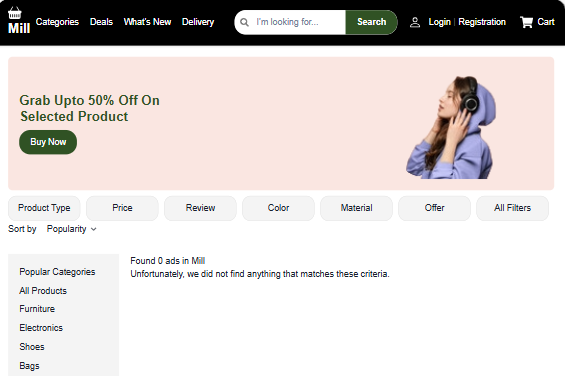 Mill
Categories Deals What's New Delivery
I'm looking for... Search
Login Registration Cart
Grab Upto 50% Off On
Selected Product
Buy Now
Product Type Price Review Color Material Offer All Filters
Sort by Popularity
Popular Categories
All Products
Furniture
Electronics
Shoes
Bags
Found 0 ads in Mill
Unfortunately, we did not find anything that matches these criteria.